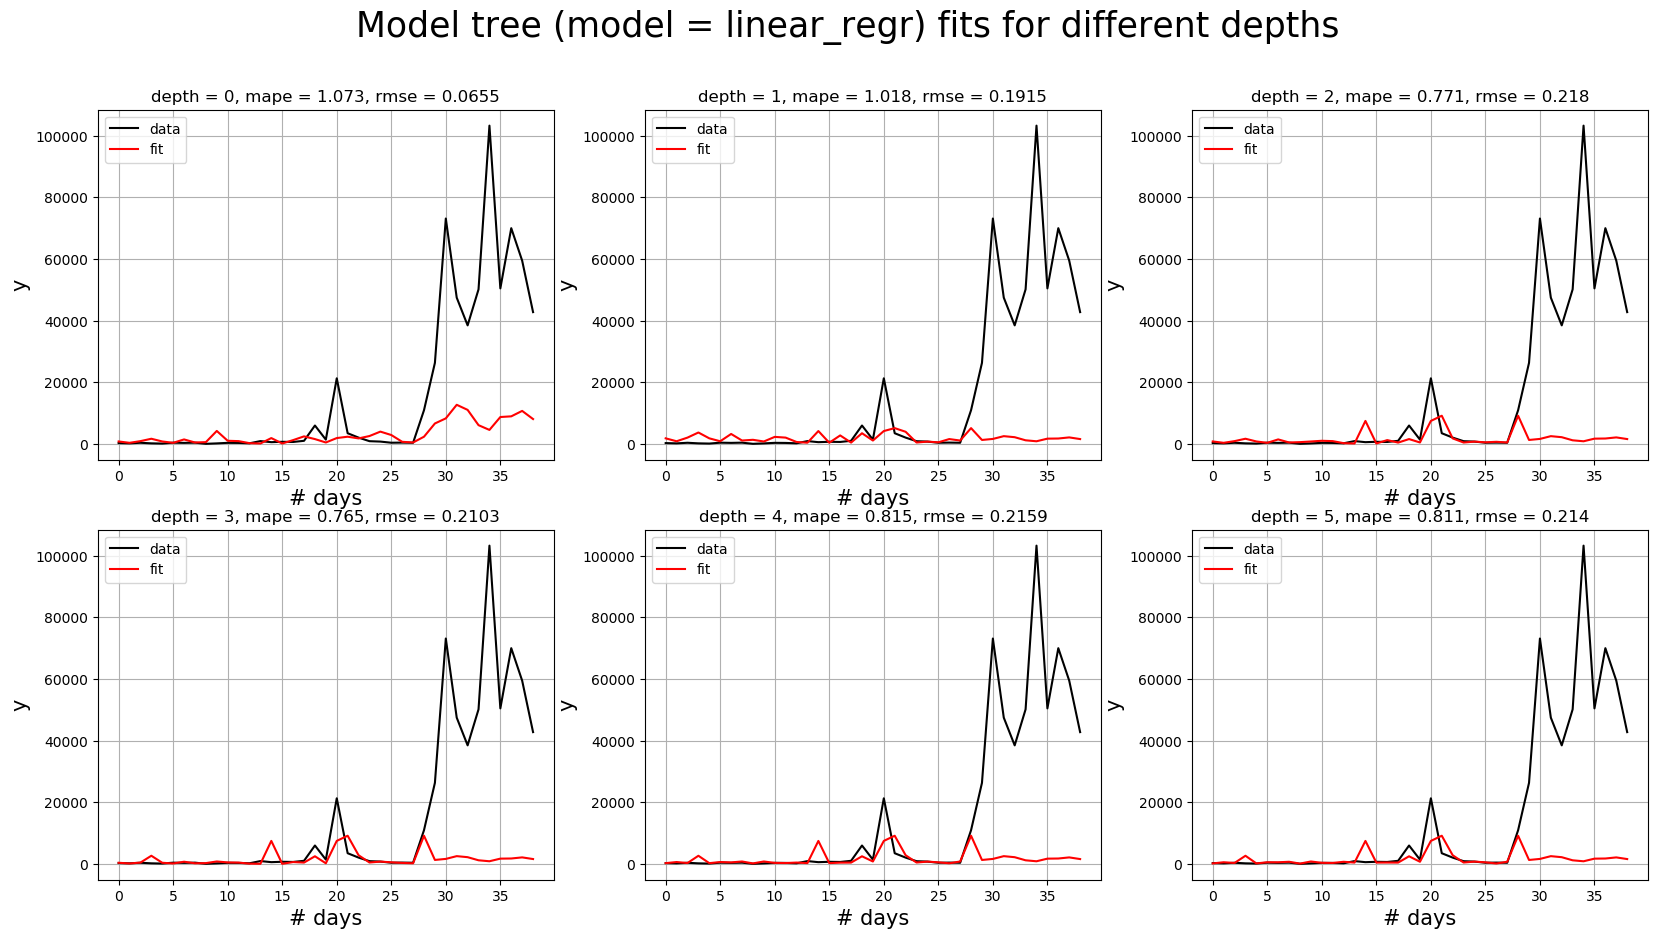 Model tree (model = linear_regr) fits for different depths
depth = 0, mape = 1.073, rmse = 0.0655
data
fit
100000
80000
60000
40000
20000
0
y
0 5 10 15 20 25 30 35
# days
depth = 1, mape = 1.018, rmse = 0.1915
data
fit
100000
80000
60000
40000
20000
0
y
0 5 10 15 20 25 30 35
# days
depth = 2, mape = 0.771, rmse = 0.218
data
fit
100000
80000
60000
40000
20000
0
y
0 5 10 15 20 25 30 35
# days
depth = 3, mape = 0.765, rmse = 0.2103
data
fit
100000
80000
60000
40000
20000
0
y
0 5 10 15 20 25 30 35
# days
depth = 4, mape = 0.815, rmse = 0.2159
data
fit
100000
80000
60000
40000
20000
0
y
0 5 10 15 20 25 30 35
# days
depth = 5, mape = 0.811, rmse = 0.214
data
fit
100000
80000
60000
40000
20000
0
y
0 5 10 15 20 25 30 35
# days